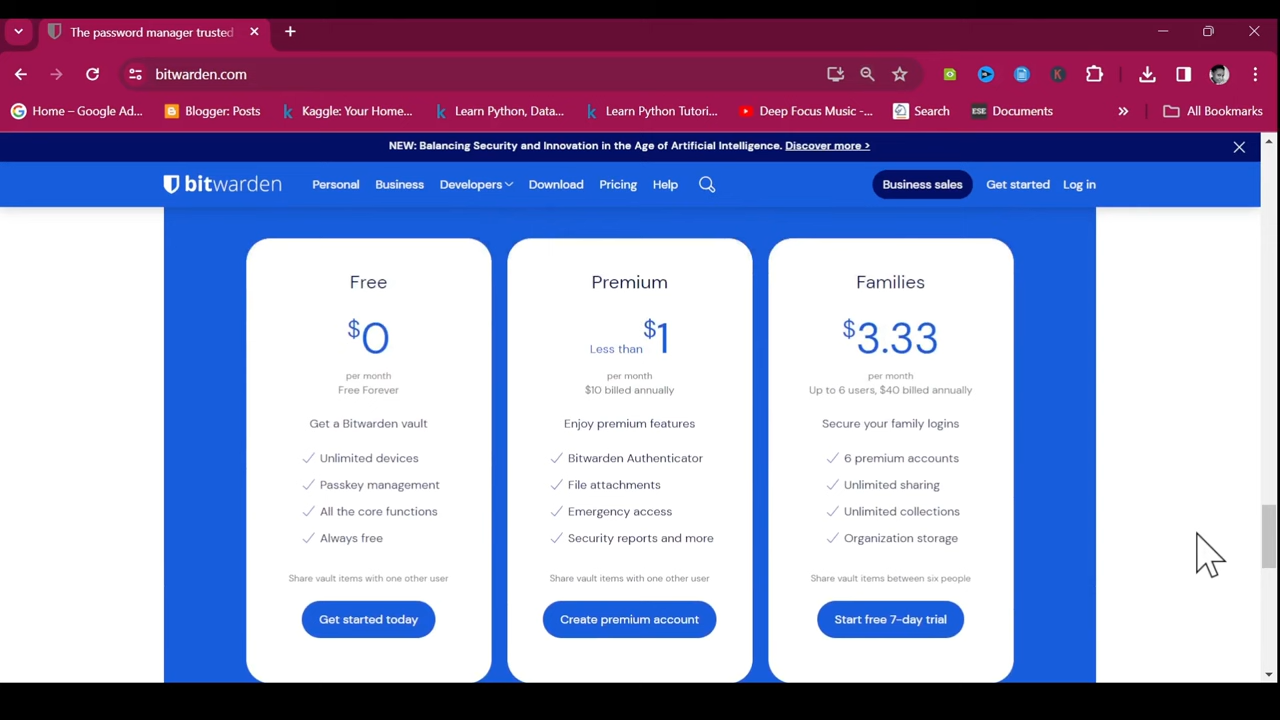 The password manager trusted
bitwarden.com
K
Home – Google Ad...
Blogger: Posts
Kaggle: Your Home...
Learn Python, Data...
Learn Python Tutori...
Deep Focus Music -...
Search
ESE Documents
All Bookmarks
NEW: Balancing Security and Innovation in the Age of Artificial Intelligence. Discover more >
bitwarden Personal Business Developers Download Pricing Help Business sales Get started Log in
Free
$0
per month
Free Forever
Get a Bitwarden vault
Unlimited devices
Passkey management
All the core functions
Always free
Share vault items with one other user
Get started today
Premium
Less than $1
per month
$10 billed annually
Enjoy premium features
Bitwarden Authenticator
File attachments
Emergency access
Security reports and more
Share vault items with one other user
Create premium account
Families
$3.33
per month
Up to 6 users, $40 billed annually
Secure your family logins
6 premium accounts
Unlimited sharing
Unlimited collections
Organization storage
Share vault items between six people
Start free 7-day trial